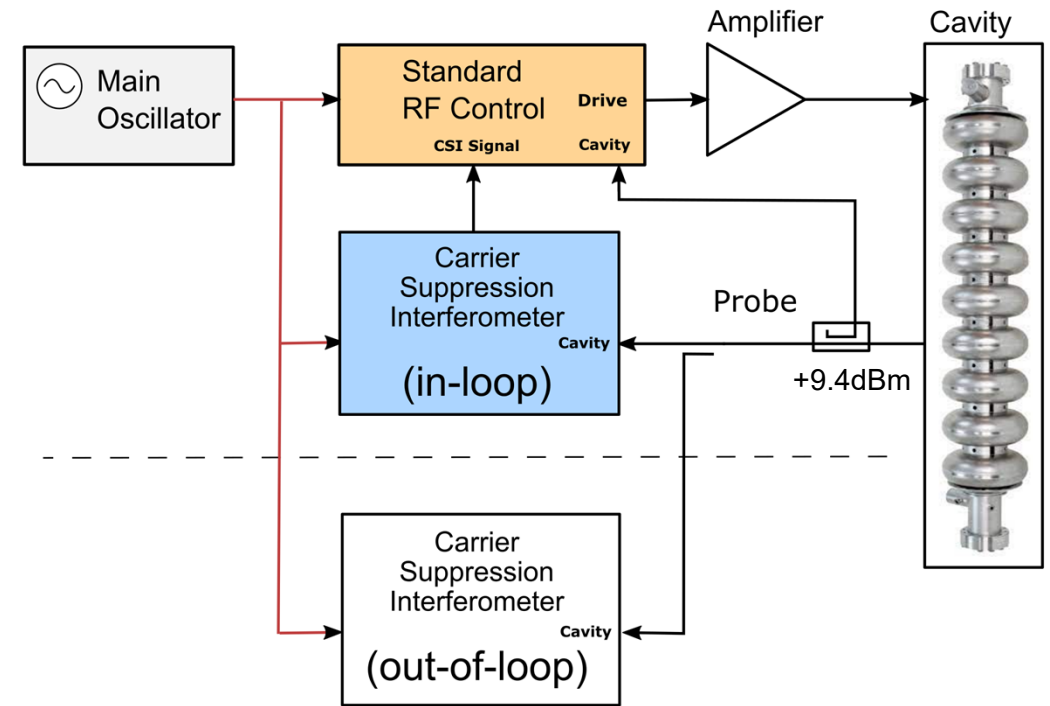 Main
Oscillator
Standard
RF Control
Drive
CSI Signal
Cavity
Amplifier
Cavity
Carrier
Suppression
Interferometer
Cavity
(in-loop)
Probe
+9.4dBm
Carrier
Suppression
Interferometer
Cavity
(out-of-loop)